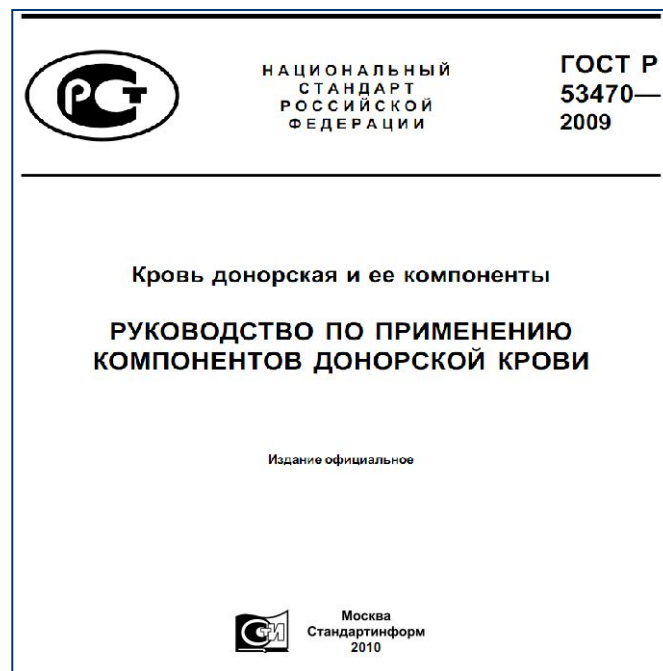 НАЦИОНАЛЬНЫЙ
СТАНДАРТ
РОССИЙСКОЙ
ФЕДЕРАЦИИ
ГОСТ Р
53470—
2009
Кровь донорская и ее компоненты
РУКОВОДСТВО ПО ПРИМЕНЕНИЮ
КОМПОНЕНТОВ ДОНОРСКОЙ КРОВИ
Издание официальное
Москва
Стандартинформ
2010